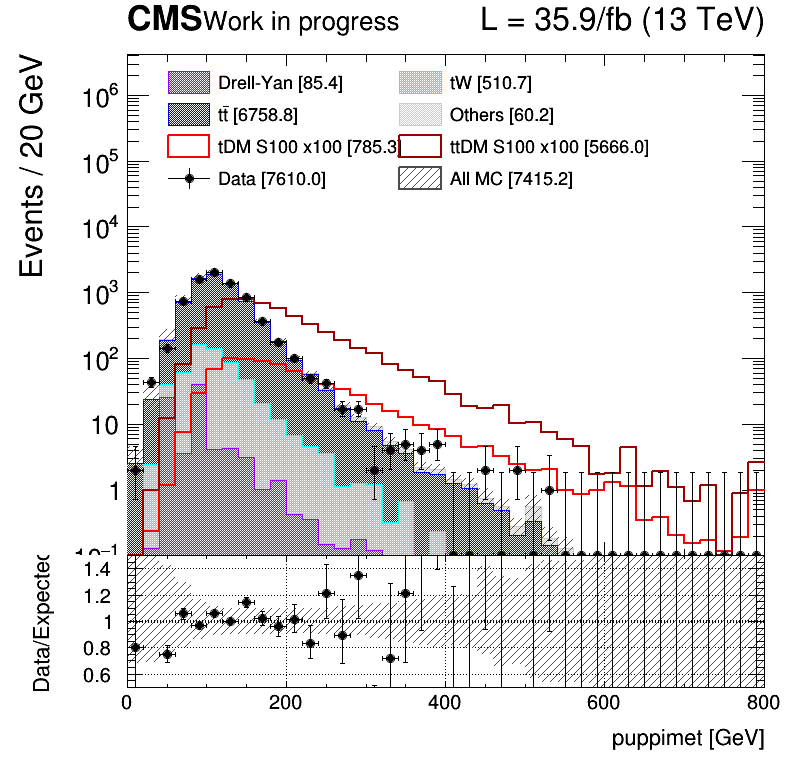 CMS Work in progress L = 35.9/fb (13 TeV)
Events / 20 GeV
Drell-Yan [85.4] tW [510.7]
tt̄ [6758.8] Others [60.2]
tDM S100 x100 [785.3] ttDM S100 x100 [5666.0]
Data [7610.0] All MC [7415.2]
10⁶
10⁵
10⁴
10³
10²
10
1
10⁻¹
Data/Expected
1.4
1.2
1
0.8
0.6
0 200 400 600 800
puppimet [GeV]